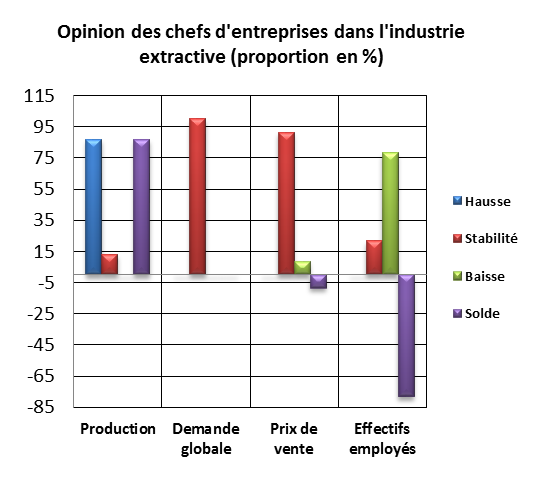 Opinion des chefs d'entreprises dans l'industrie
extractive (proportion en %)
115
95
75
55
35
15
-5
-25
-45
-65
-85
Production
Demande
globale
Prix de
vente
Effectifs
employés
Hausse
Stabilité
Baisse
Solde